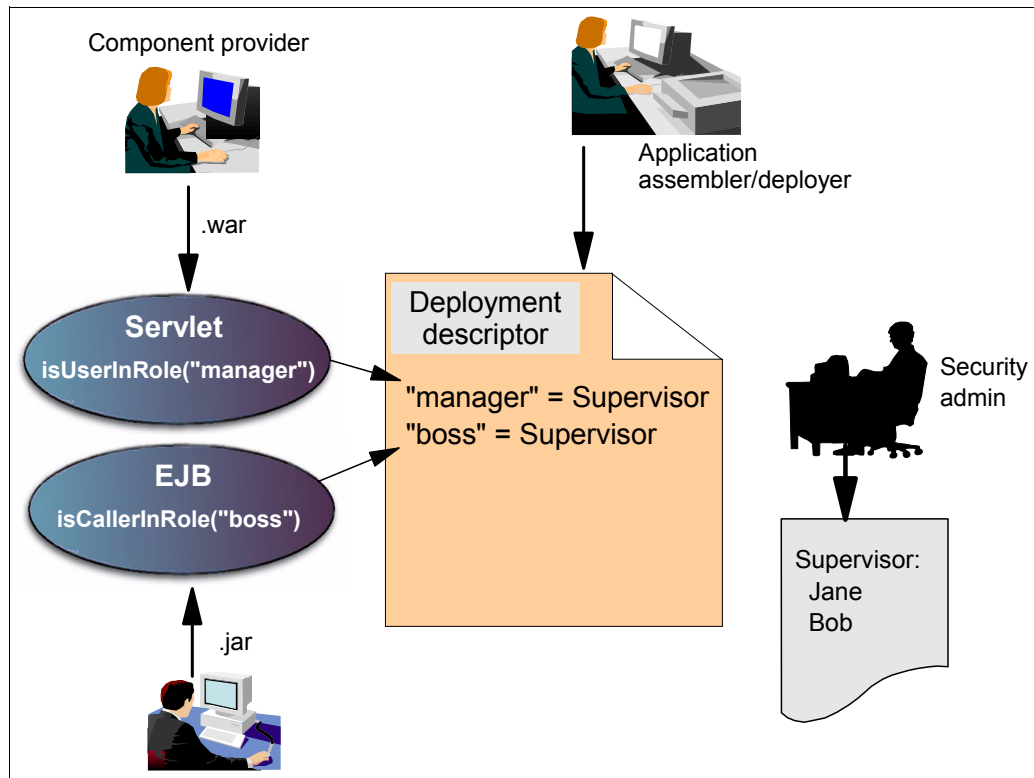 Component provider
.war
Servlet
isUserInRole("manager")
EJB
isCallerInRole("boss")
.jar
Application
assembler/deployer
Deployment
descriptor
"manager" = Supervisor
"boss" = Supervisor
Security
admin
Supervisor:
Jane
Bob